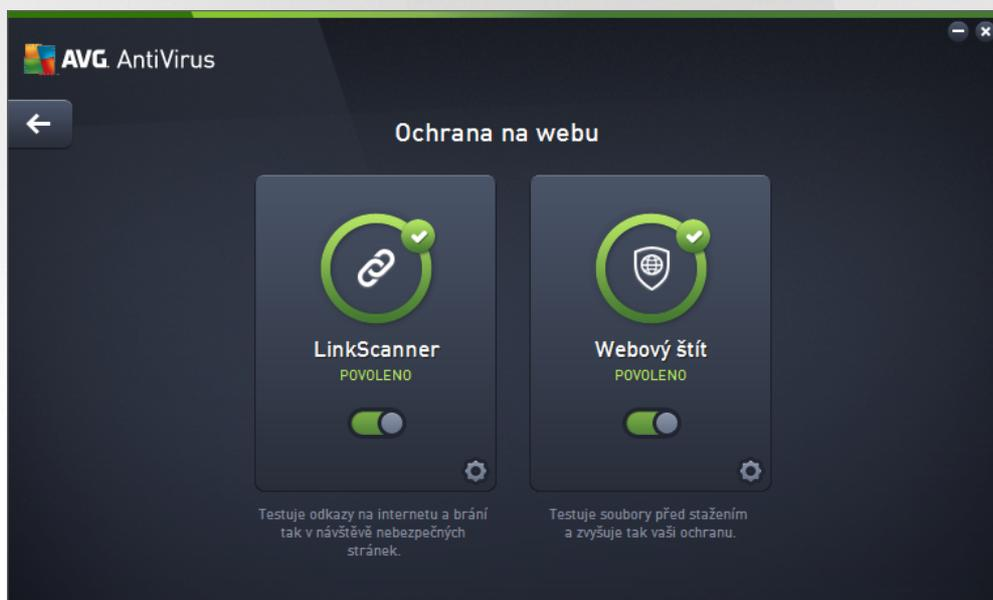 AVG AntiVirus
Ochrana na webu
LinkScanner
POVOLENO
Testuje odkazy na internetu a brání
tak v návštěvě nebezpečných
stránek.
Webový štít
POVOLENO
Testuje soubory před stažením
a zvyšuje tak vaši ochranu.